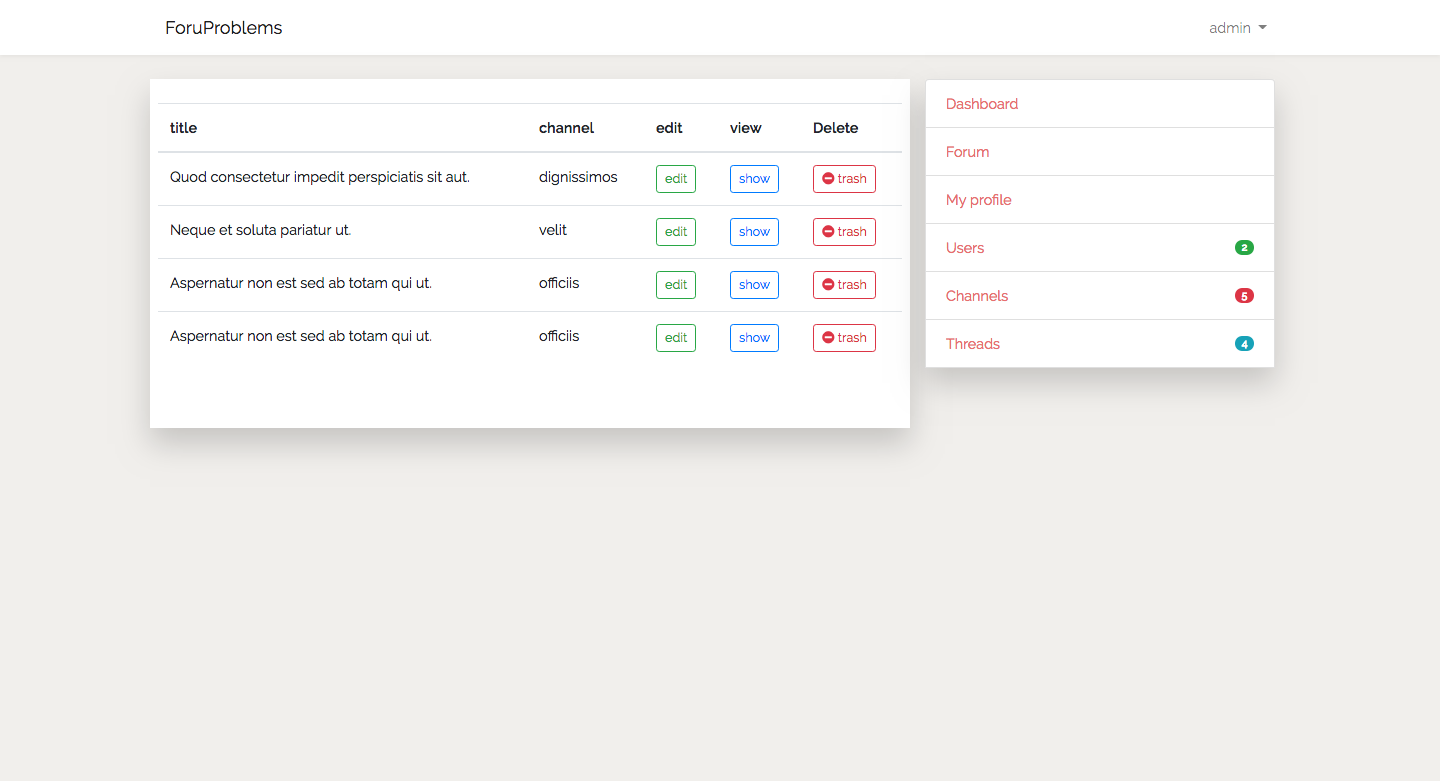 ForuProblems admin
title channel edit view Delete
Quod consectetur impedit perspiciatis sit aut. dignissimos edit show trash
Neque et soluta pariatur ut. velit edit show trash
Aspernatur non est sed ab totam qui ut. officiis edit show trash
Aspernatur non est sed ab totam qui ut. officiis edit show trash
Dashboard
Forum
My profile
Users 2
Channels 5
Threads 4